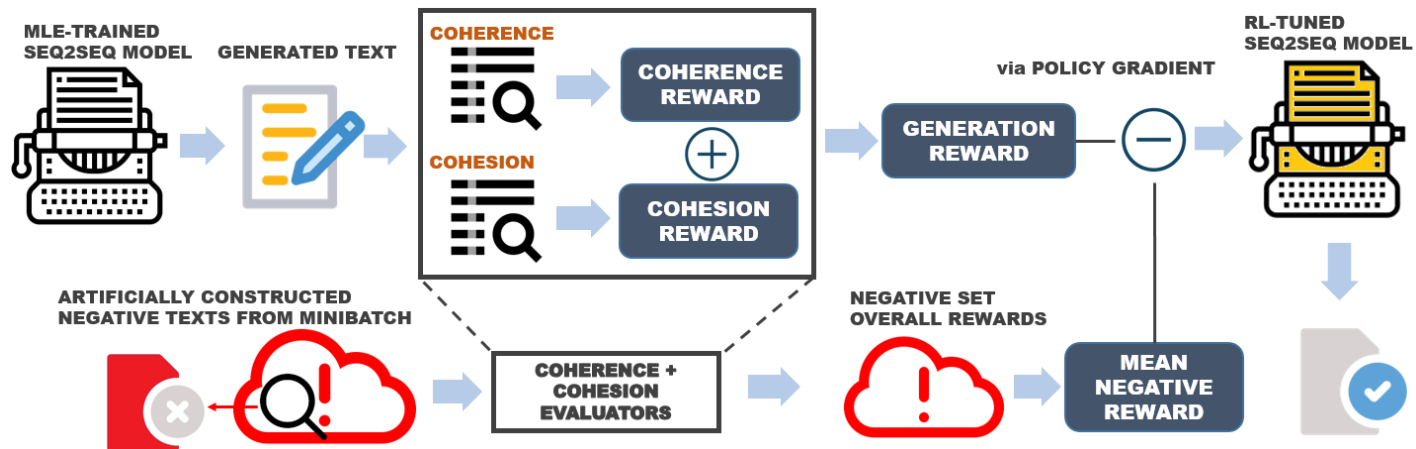 MLE-TRAINED
SEQ2SEQ MODEL
GENERATED TEXT
COHERENCE
COHERENCE
REWARD
COHESION
COHESION
REWARD
GENERATION
REWARD
via POLICY GRADIENT
RL-TUNED
SEQ2SEQ MODEL
ARTIFICIALLY CONSTRUCTED
NEGATIVE TEXTS FROM MINIBATCH
COHERENCE +
COHESION
EVALUATORS
NEGATIVE SET
OVERALL REWARDS
MEAN
NEGATIVE
REWARD